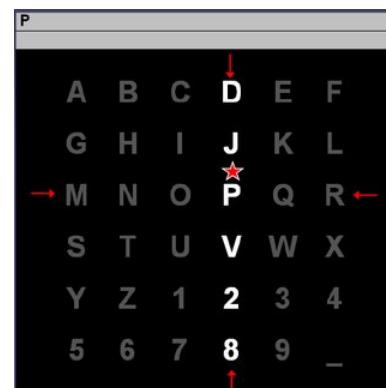 P
A B C D E F
G H I J K L
M N O P Q R
S T U V W X
Y Z 1 2 3 4
5 6 7 8 9 _